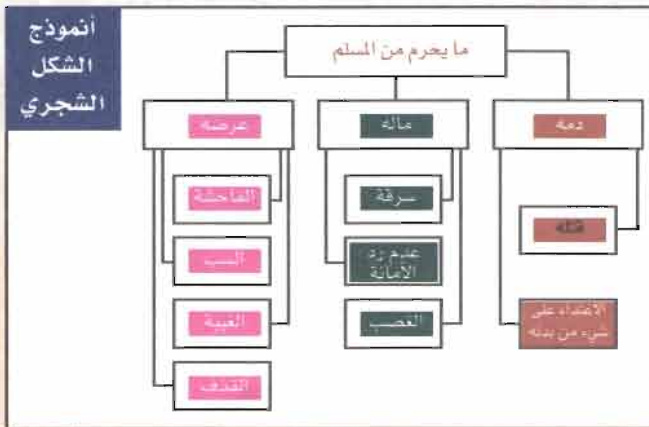 أنموذج
الشكل
الشجري
ما يحرم من المسلم
دمه
ماله
عرضه
قتله
الاعتداء على
شيء من بدنه
سرقة
عدم رد
الأمانة
الغصب
الفاحشة
السب
الغيبة
القذف